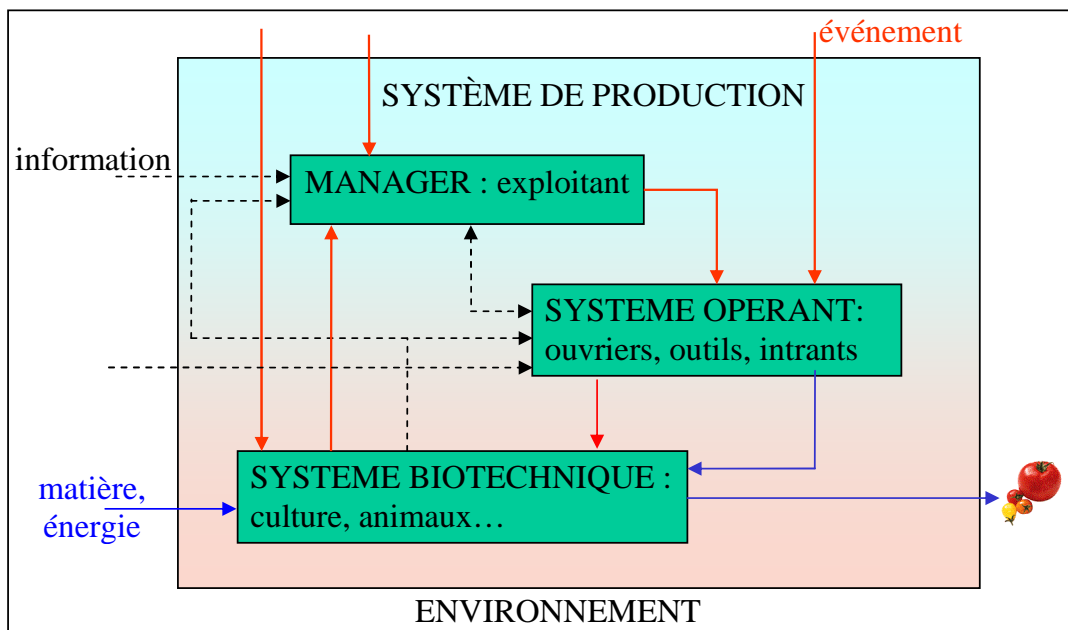 événement
SYSTÈME DE PRODUCTION
information
MANAGER : exploitant
SYSTEME OPERANT:
ouvriers, outils, intrants
SYSTEME BIOTECHNIQUE :
culture, animaux…
matière,
énergie
ENVIRONNEMENT